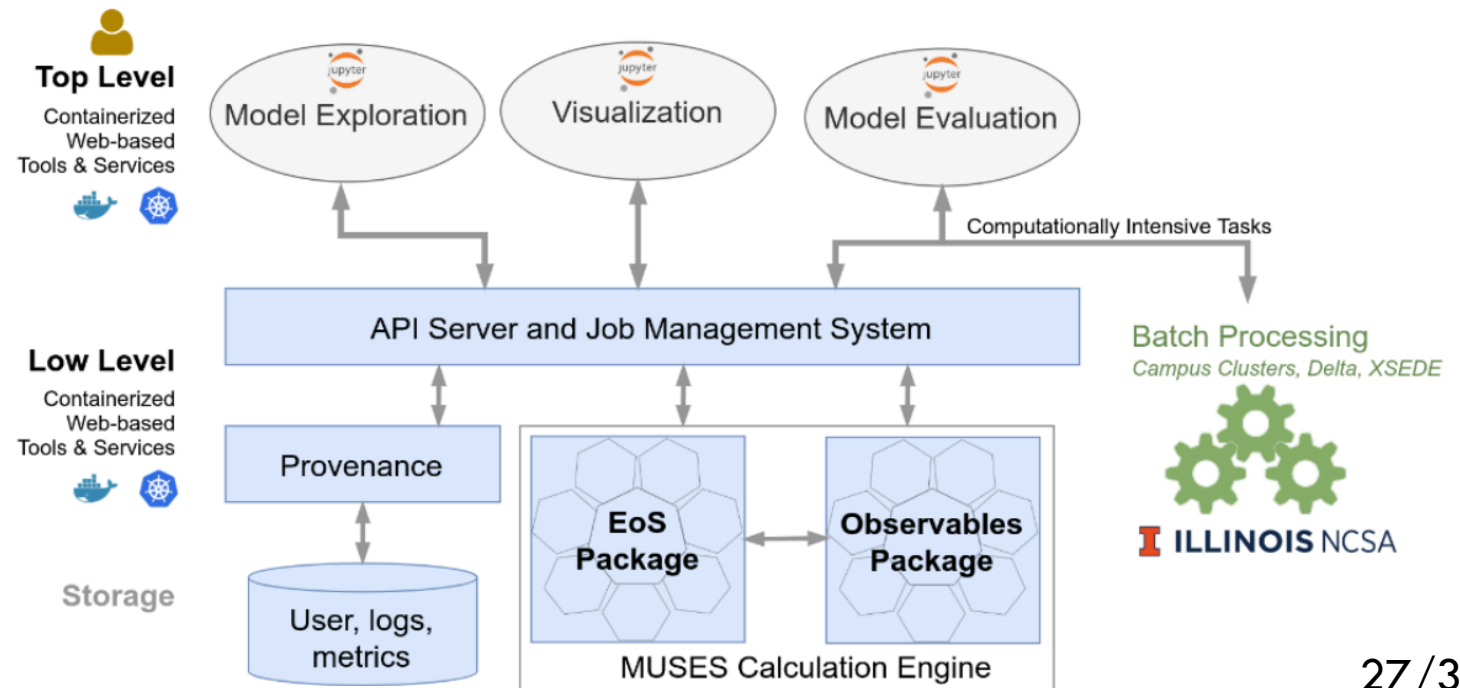 Top Level
Containerized
Web-based
Tools & Services
jupyter
Model Exploration
jupyter
Visualization
jupyter
Model Evaluation
Computationally Intensive Tasks
API Server and Job Management System
Batch Processing
Campus Clusters, Delta, XSEDE
ILLINOIS NCSA
Low Level
Containerized
Web-based
Tools & Services
Provenance
EoS
Package
Observables
Package
MUSES Calculation Engine
Storage
User, logs,
metrics
27/3